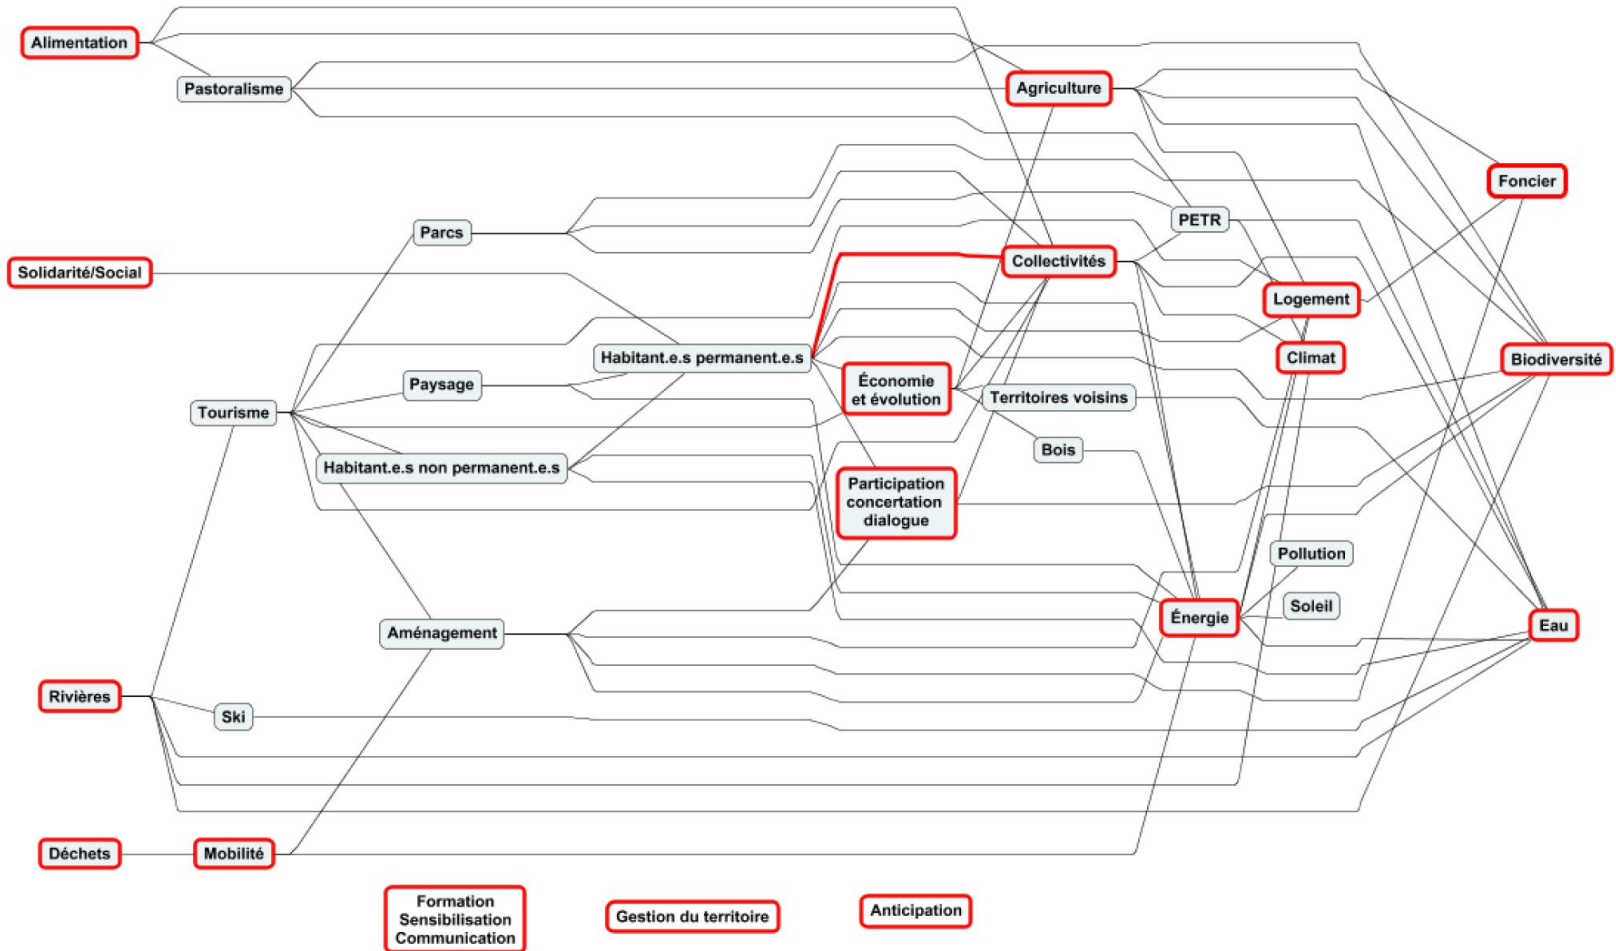 Alimentation
Pastoralisme
Agriculture
Foncier
Parcs
PETR
Solidarité/Social
Collectivités
Logement
Habitant.e.s permanent.e.s
Climat
Biodiversité
Paysage
Économie
et évolution
Territoires voisins
Tourisme
Bois
Habitant.e.s non permanent.e.s
Participation
concertation
dialogue
Pollution
Soleil
Énergie
Eau
Aménagement
Rivières
Ski
Déchets
Mobilité
Formation
Sensibilisation
Communication
Gestion du territoire
Anticipation